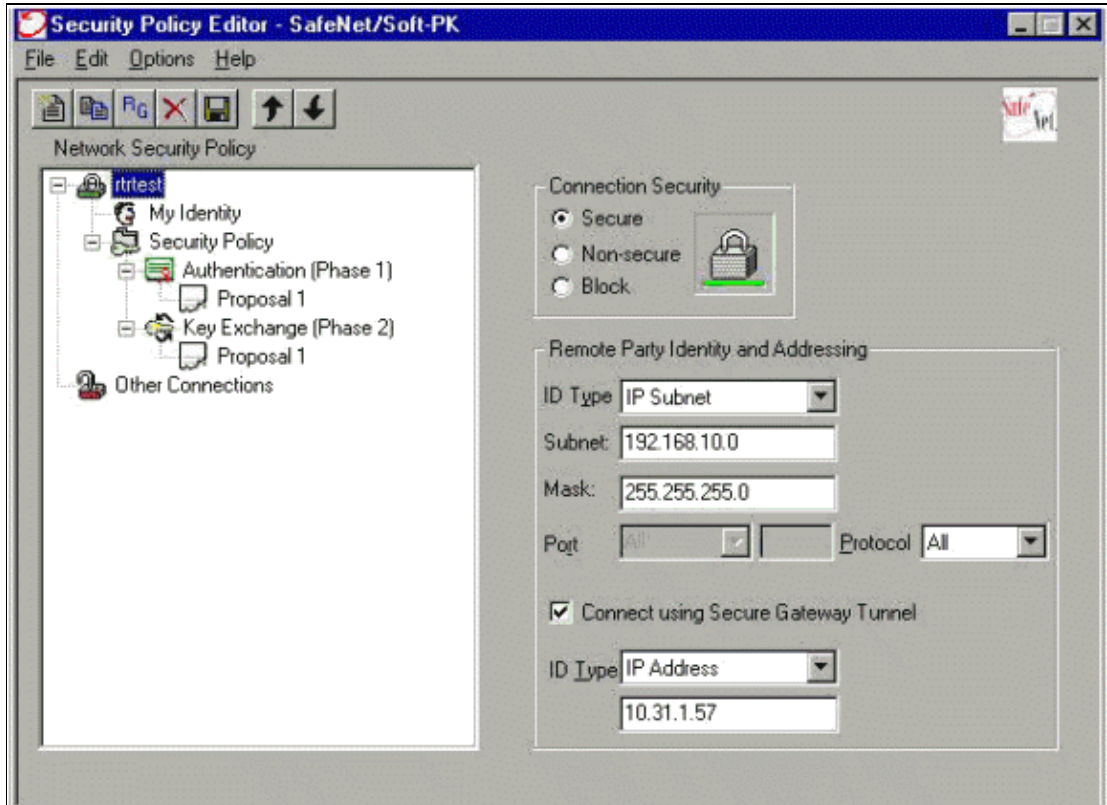 Security Policy Editor - SafeNet/Soft-PK
File Edit Options Help
RG
Safe Net
Network Security Policy
rtrtest
My Identity
Security Policy
Authentication (Phase 1)
Proposal 1
Key Exchange (Phase 2)
Proposal 1
Other Connections
Connection Security
Secure
Non-secure
Block
Remote Party Identity and Addressing
ID Type IP Subnet
Subnet: 192.168.10.0
Mask: 255.255.255.0
Port All Protocol All
Connect using Secure Gateway Tunnel
ID Type IP Address
10.31.1.57